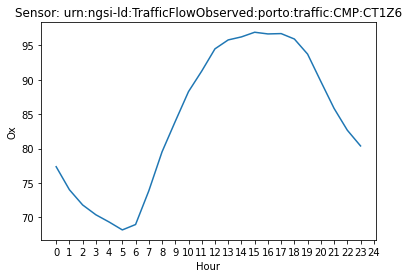 Sensor: urn:ngsi-ld:TrafficFlowObserved:porto:traffic:CMP:CT1Z6
95
90
85
80
75
70
Ox
0 1 2 3 4 5 6 7 8 9 10 11 12 13 14 15 16 17 18 19 20 21 22 23 24
Hour